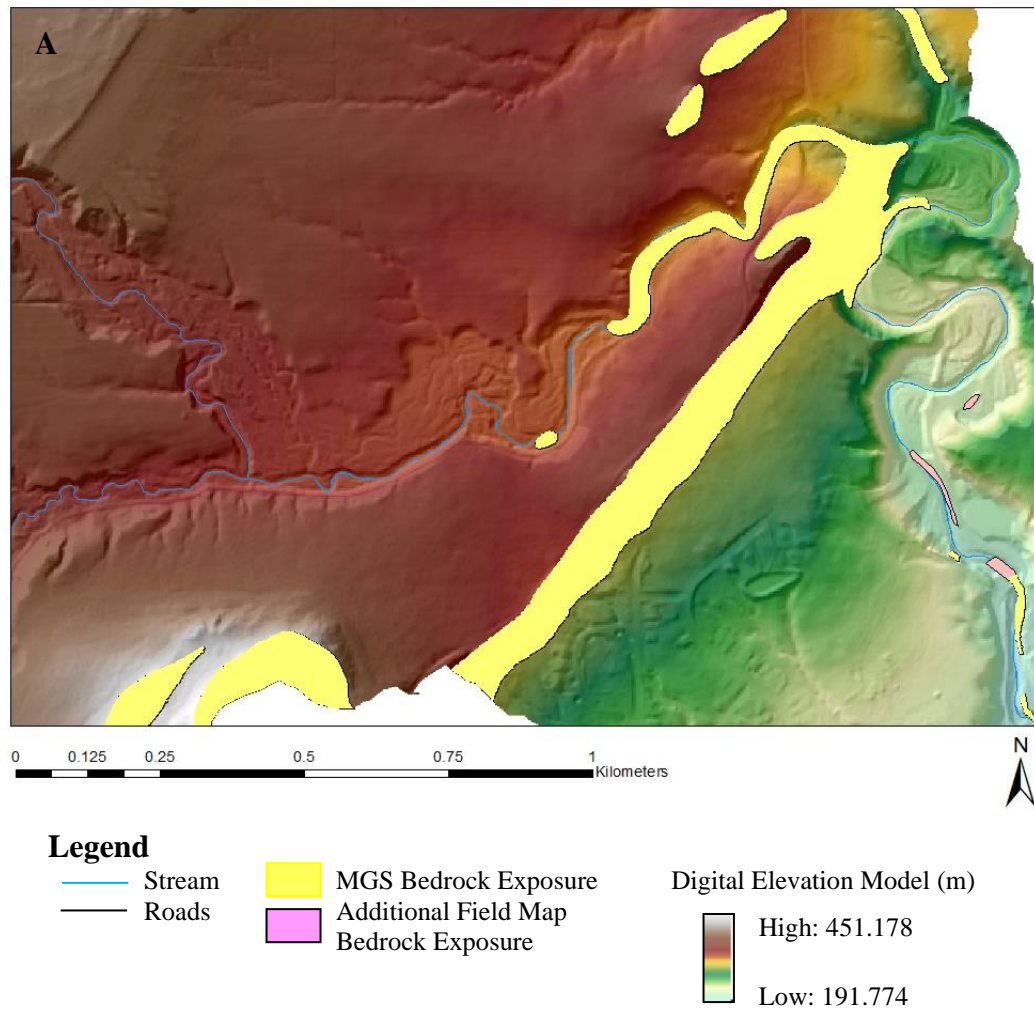 A
0 0.125 0.25 0.5 0.75 1
Kilometers
N
Legend
Stream
Roads
MGS Bedrock Exposure
Additional Field Map
Bedrock Exposure
Digital Elevation Model (m)
High: 451.178
Low: 191.774